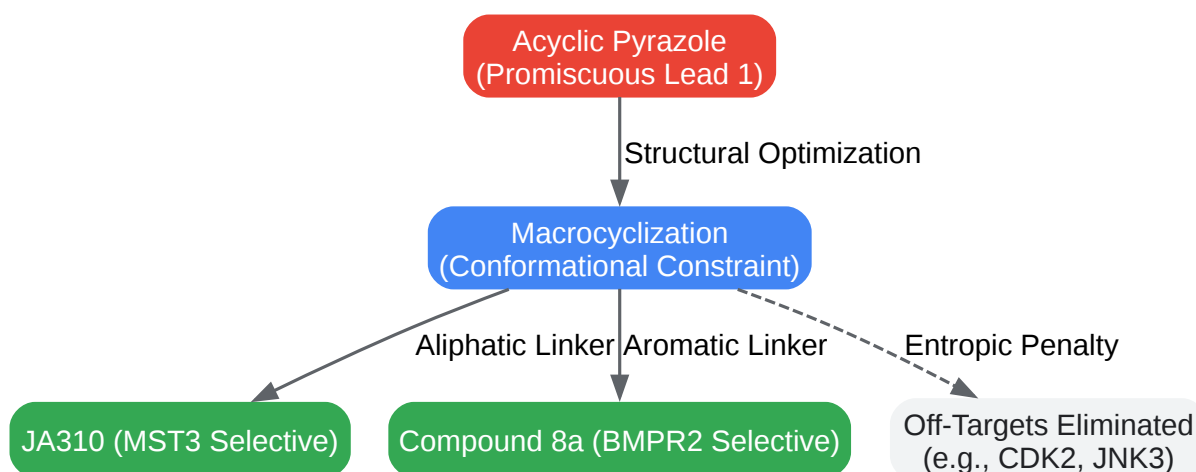 Acyclic Pyrazole
(Promiscuous Lead 1)
Structural Optimization
Macrocyclization
(Conformational Constraint)
Aliphatic Linker
Aromatic Linker
Entropic Penalty
JA310 (MST3 Selective)
Compound 8a (BMPR2 Selective)
Off-Targets Eliminated
(e.g., CDK2, JNK3)